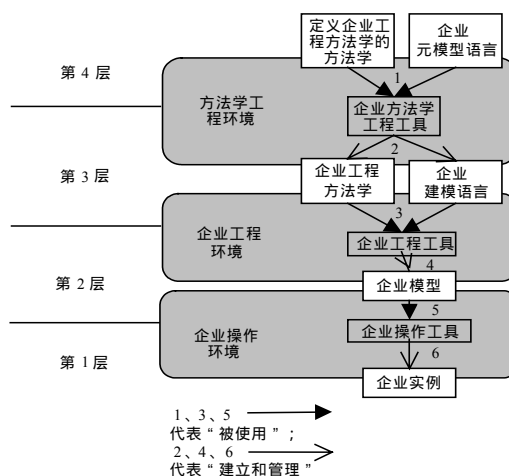 定义企业工
程方法学的
方法学
企业
元模型语言
第 4 层
1
方法学工
程环境
企业方法学
工程工具
2
第 3 层
企业工程
方法学
企业
建模语言
3
企业工程
环境
企业工程工具
4
第 2 层
企业模型
5
企业操作
环境
企业操作工具
6
第 1 层
企业实例
1、3、5
代表“被使用”；
2、4、6
代表“建立和管理”